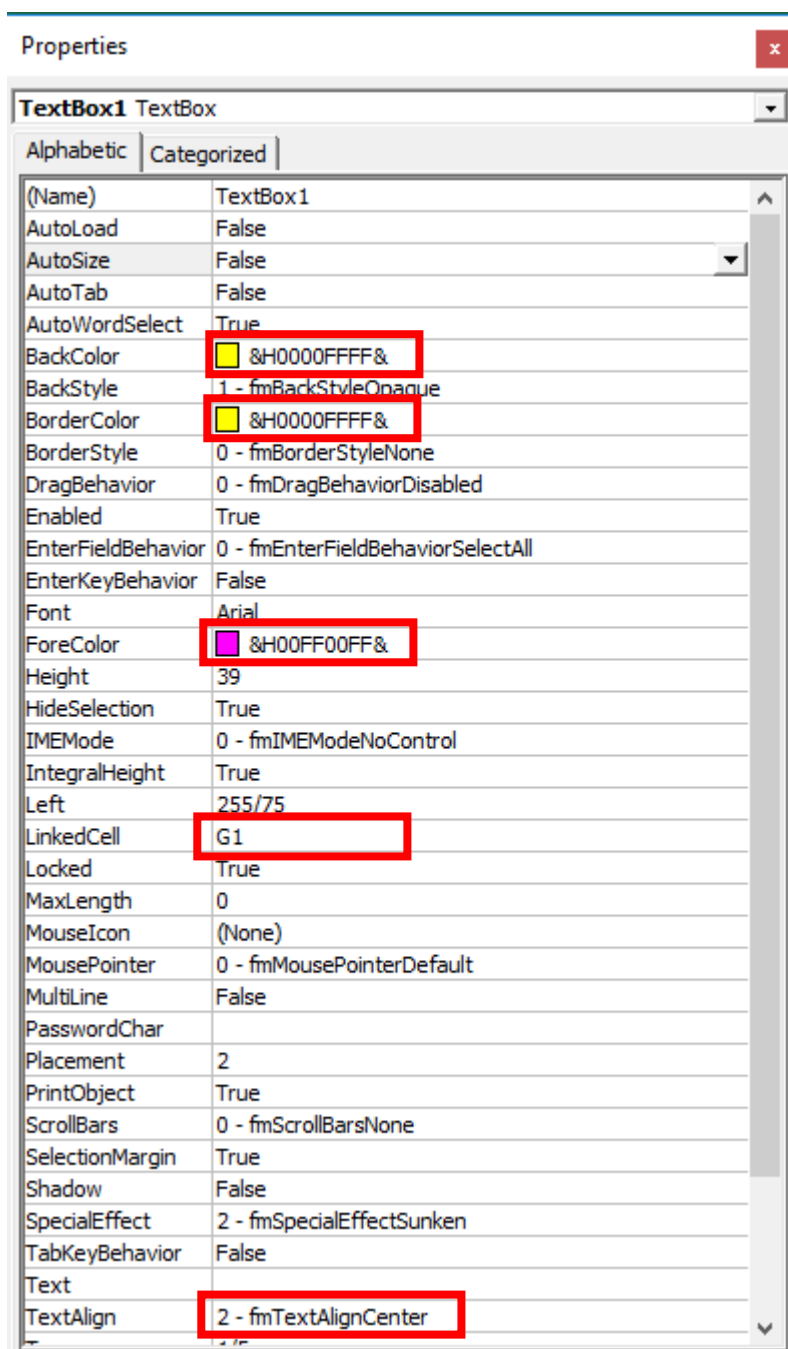 Properties
x
TextBox1 TextBox
Alphabetic Categorized
(Name) TextBox1
AutoLoad False
AutoSize False
AutoTab False
AutoWordSelect True
BackColor &H0000FFFF&
BackStyle 1 - fmBackStyleOpaque
BorderColor &H0000FFFF&
BorderStyle 0 - fmBorderStyleNone
DragBehavior 0 - fmDragBehaviorDisabled
Enabled True
EnterFieldBehavior 0 - fmEnterFieldBehaviorSelectAll
EnterKeyBehavior False
Font Arial
ForeColor &H00FF00FF&
Height 39
HideSelection True
IMEMode 0 - fmIMEModeNoControl
IntegralHeight True
Left 255/75
LinkedCell G1
Locked True
MaxLength 0
MouseIcon (None)
MousePointer 0 - fmMousePointerDefault
MultiLine False
PasswordChar
Placement 2
PrintObject True
ScrollBars 0 - fmScrollBarsNone
SelectionMargin True
Shadow False
SpecialEffect 2 - fmSpecialEffectSunken
TabKeyBehavior False
Text
TextAlign 2 - fmTextAlignCenter